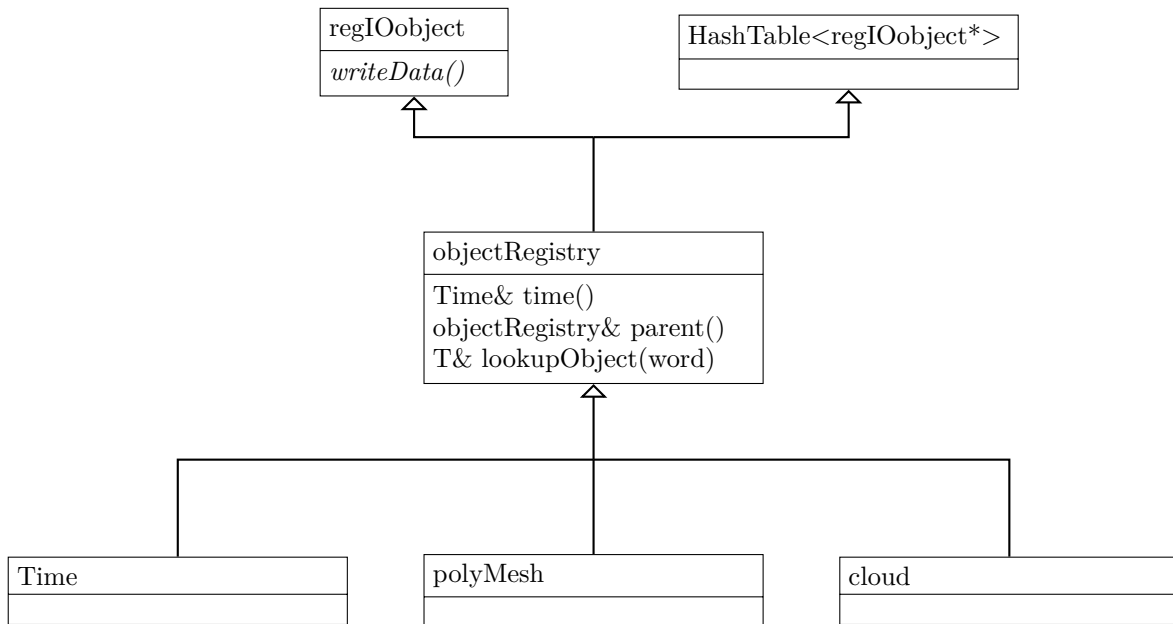 regIOobject
writeData()
HashTable<regIOobject*>
objectRegistry
Time& time()
objectRegistry& parent()
T& lookupObject(word)
Time
polyMesh
cloud